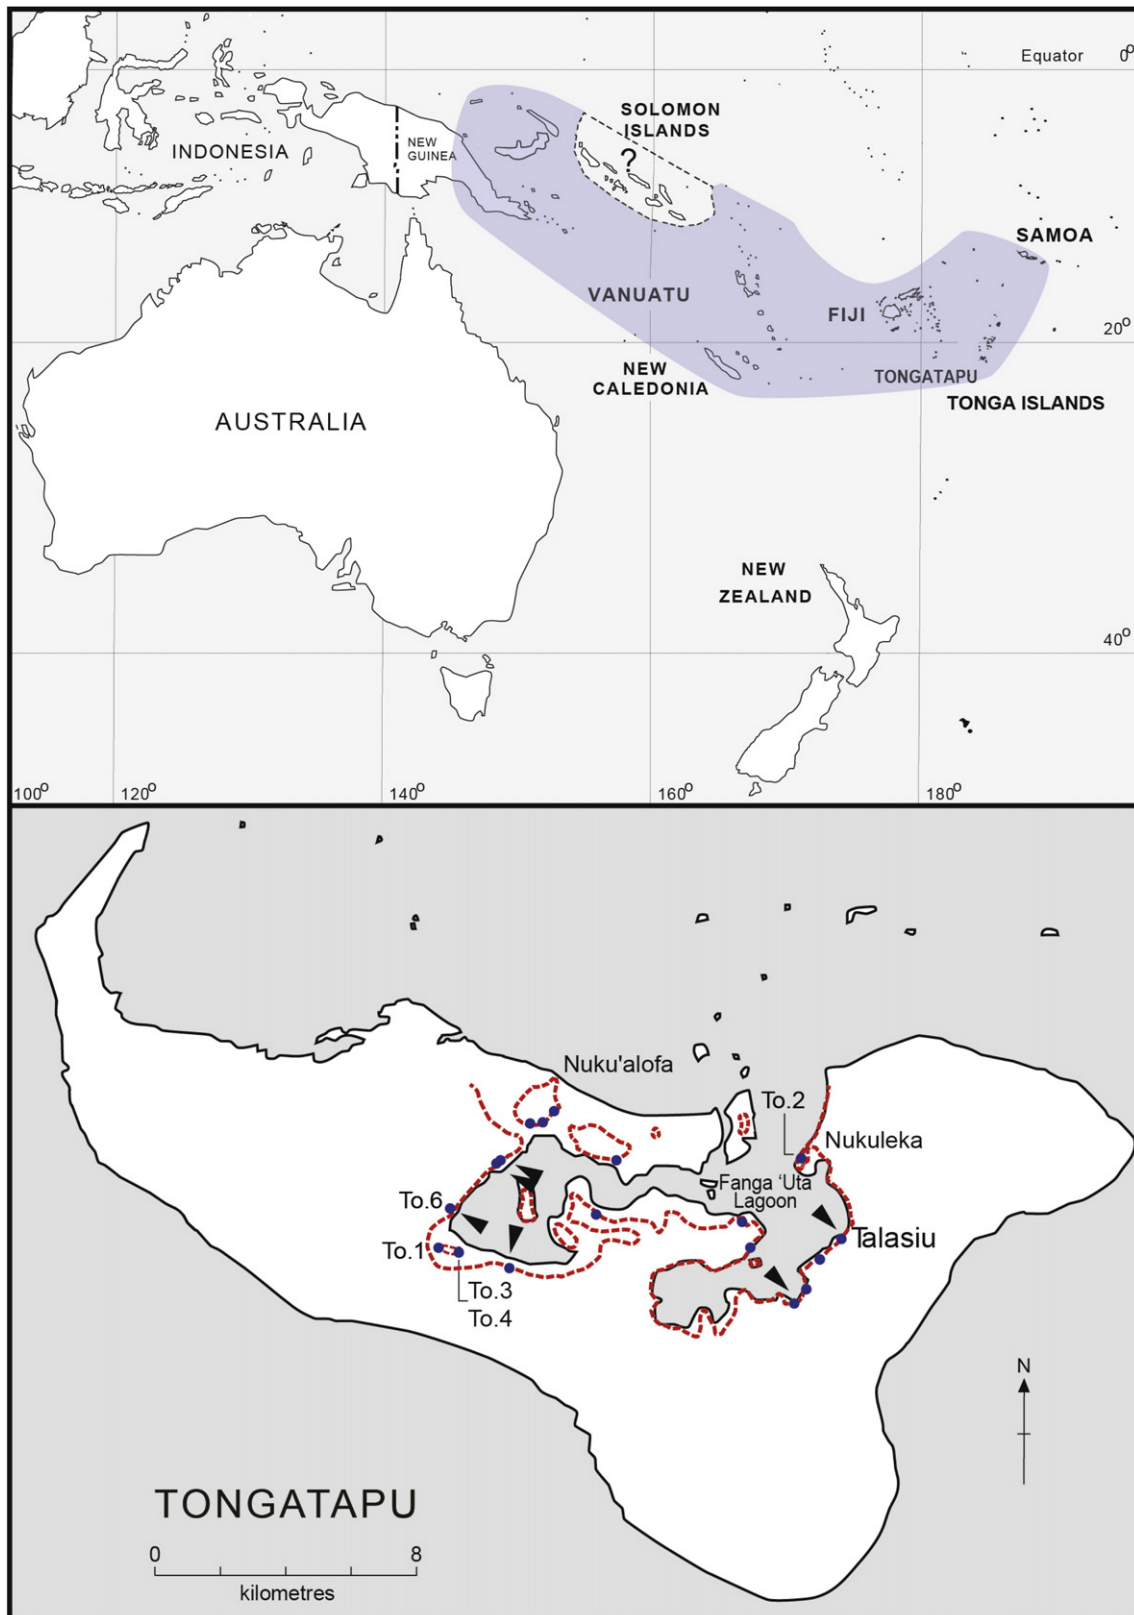 Equator 0°
SOLOMON
ISLANDS
?
INDONESIA
NEW
GUINEA
SAMOA
VANUATU
FIJI
20°
NEW
CALEDONIA
TONGATAPU
TONGA ISLANDS
AUSTRALIA
NEW
ZEALAND
40°
100° 120° 140° 160° 180°
Nuku'alofa
To.2
Nukuleka
Fanga ‘Uta
Lagoon
To.6
Talasiu
To.1
To.3
To.4
N
TONGATAPU
0 8
kilometres